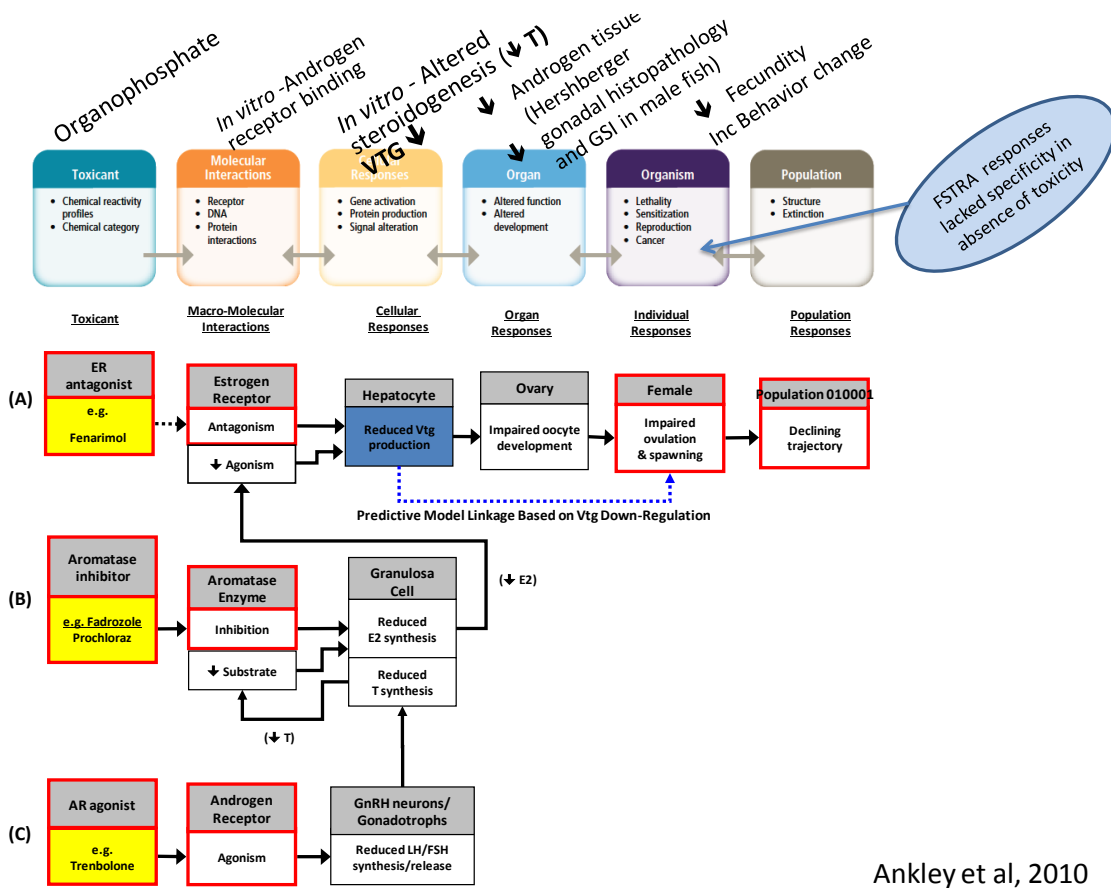 Organophosphate
In vitro -Androgen
receptor binding
In vitro - Altered
steroidogenesis (↓ T)
VTG ↓
↓ Androgen tissue
(Hershberger
↓ gonadal histopathology
and GSI in male fish)
↓ Fecundity
Inc Behavior change
FSTRA responses
lacked specificity in
absence of toxicity
Toxicant
• Chemical reactivity
profiles
• Chemical category
Molecular
Interactions
• Receptor
• DNA
• Protein
interactions
Responses
• Gene activation
• Protein production
• Signal alteration
Organ
• Altered function
• Altered
development
Organism
• Lethality
• Sensitization
• Reproduction
• Cancer
Population
• Structure
• Extinction
Toxicant
Macro-Molecular
Interactions
Cellular
Responses
Organ
Responses
Individual
Responses
Population
Responses
(A)
ER
antagonist
e.g.
Fenarimol
Estrogen
Receptor
Antagonism
↓ Agonism
Hepatocyte
Reduced Vtg
production
Ovary
Impaired oocyte
development
Female
Impaired
ovulation
& spawning
Population 010001
Declining
trajectory
Predictive Model Linkage Based on Vtg Down-Regulation
(B)
Aromatase
inhibitor
e.g. Fadrozole
Prochloraz
Aromatase
Enzyme
Inhibition
↓ Substrate
Granulosa
Cell
Reduced
E2 synthesis
Reduced
T synthesis
(↓ E2)
(↓ T)
(C)
AR agonist
e.g.
Trenbolone
Androgen
Receptor
Agonism
GnRH neurons/
Gonadotrophs
Reduced LH/FSH
synthesis/release
Ankley et al, 2010